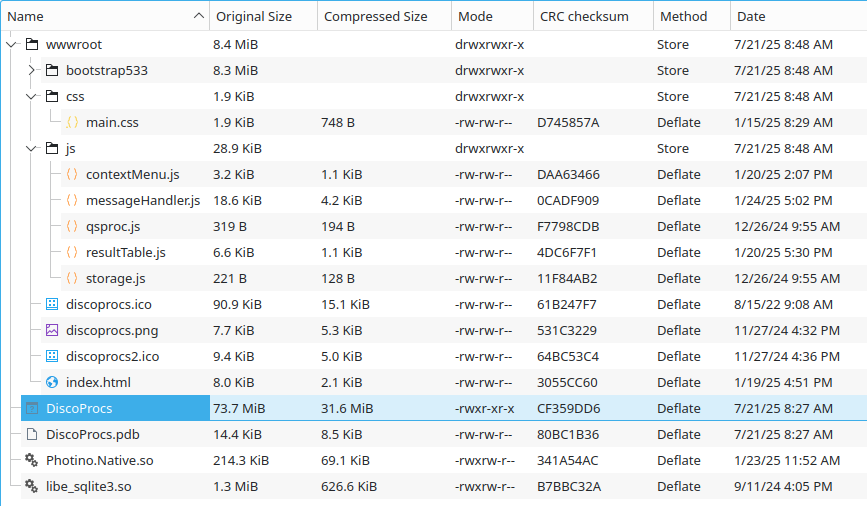 Name Original Size Compressed Size Mode CRC checksum Method Date
wwwroot 8.4 MiB drwxrwxr-x Store 7/21/25 8:48 AM
bootstrap533 8.3 MiB drwxrwxr-x Store 7/21/25 8:48 AM
css 1.9 KiB drwxrwxr-x Store 7/21/25 8:48 AM
main.css 1.9 KiB 748 B -rw-rw-r-- D745857A Deflate 1/15/25 8:29 AM
js 28.9 KiB drwxrwxr-x Store 7/21/25 8:48 AM
contextMenu.js 3.2 KiB 1.1 KiB -rw-rw-r-- DAA63466 Deflate 1/20/25 2:07 PM
messageHandler.js 18.6 KiB 4.2 KiB -rw-rw-r-- 0CADF909 Deflate 1/24/25 5:02 PM
qsproc.js 319 B 194 B -rw-rw-r-- F7798CDB Deflate 12/26/24 9:55 AM
resultTable.js 6.6 KiB 1.1 KiB -rw-rw-r-- 4DC6F7F1 Deflate 1/20/25 5:30 PM
storage.js 221 B 128 B -rw-rw-r-- 11F84AB2 Deflate 12/26/24 9:55 AM
discoprocs.ico 90.9 KiB 15.1 KiB -rw-rw-r-- 61B247F7 Deflate 8/15/22 9:08 AM
discoprocs.png 7.7 KiB 5.3 KiB -rw-rw-r-- 531C3229 Deflate 11/27/24 4:32 PM
discoprocs2.ico 9.4 KiB 5.0 KiB -rw-rw-r-- 64BC53C4 Deflate 11/27/24 4:36 PM
index.html 8.0 KiB 2.1 KiB -rw-rw-r-- 3055CC60 Deflate 1/19/25 4:51 PM
DiscoProcs 73.7 MiB 31.6 MiB -rwxr-xr-x CF359DD6 Deflate 7/21/25 8:27 AM
DiscoProcs.pdb 14.4 KiB 8.5 KiB -rw-rw-r-- 80BC1B36 Deflate 7/21/25 8:27 AM
Photino.Native.so 214.3 KiB 69.1 KiB -rwxrw-r-- 341A54AC Deflate 1/23/25 11:52 AM
libe_sqlite3.so 1.3 MiB 626.6 KiB -rwxrw-r-- B7BBC32A Deflate 9/11/24 4:05 PM